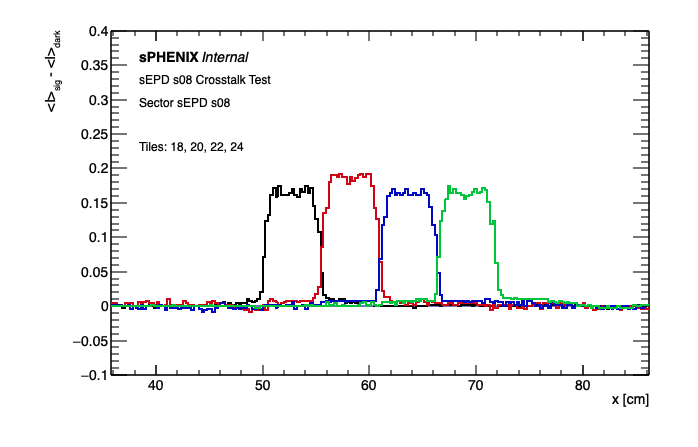 <I>sig - <I>dark
0.4
0.35
0.3
0.25
0.2
0.15
0.1
0.05
0
−0.05
−0.1
sPHENIX Internal
sEPD s08 Crosstalk Test
Sector sEPD s08
Tiles: 18, 20, 22, 24
40 50 60 70 80
x [cm]